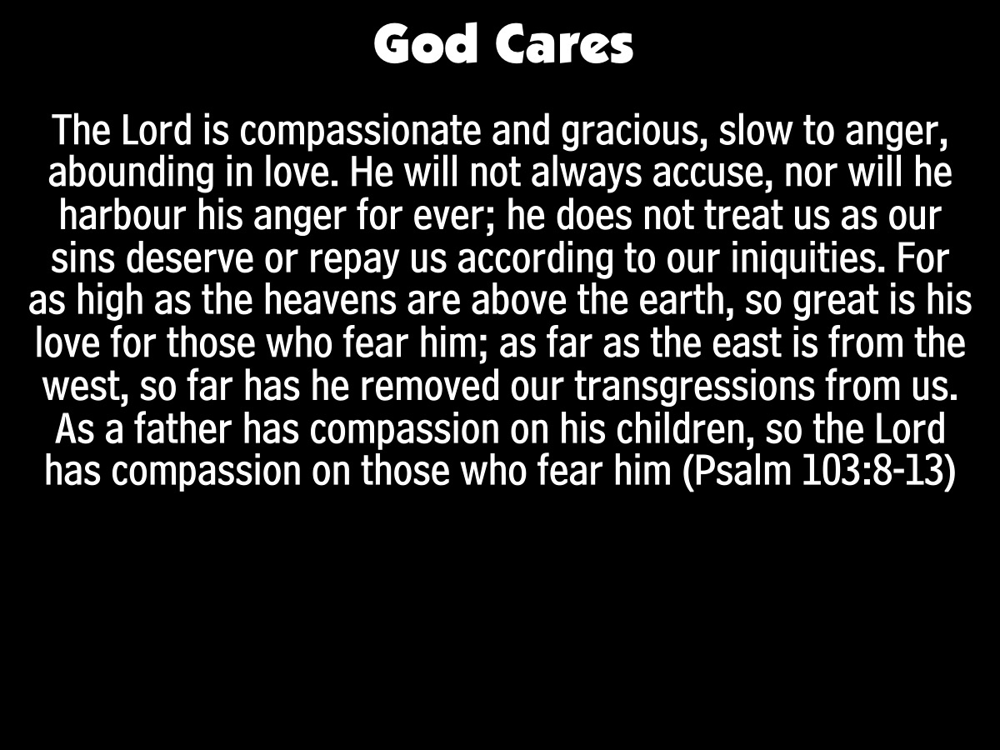 God Cares
The Lord is compassionate and gracious, slow to anger,
abounding in love. He will not always accuse, nor will he
harbour his anger for ever; he does not treat us as our
sins deserve or repay us according to our iniquities. For
as high as the heavens are above the earth, so great is his
love for those who fear him; as far as the east is from the
west, so far has he removed our transgressions from us.
As a father has compassion on his children, so the Lord
has compassion on those who fear him (Psalm 103:8-13)